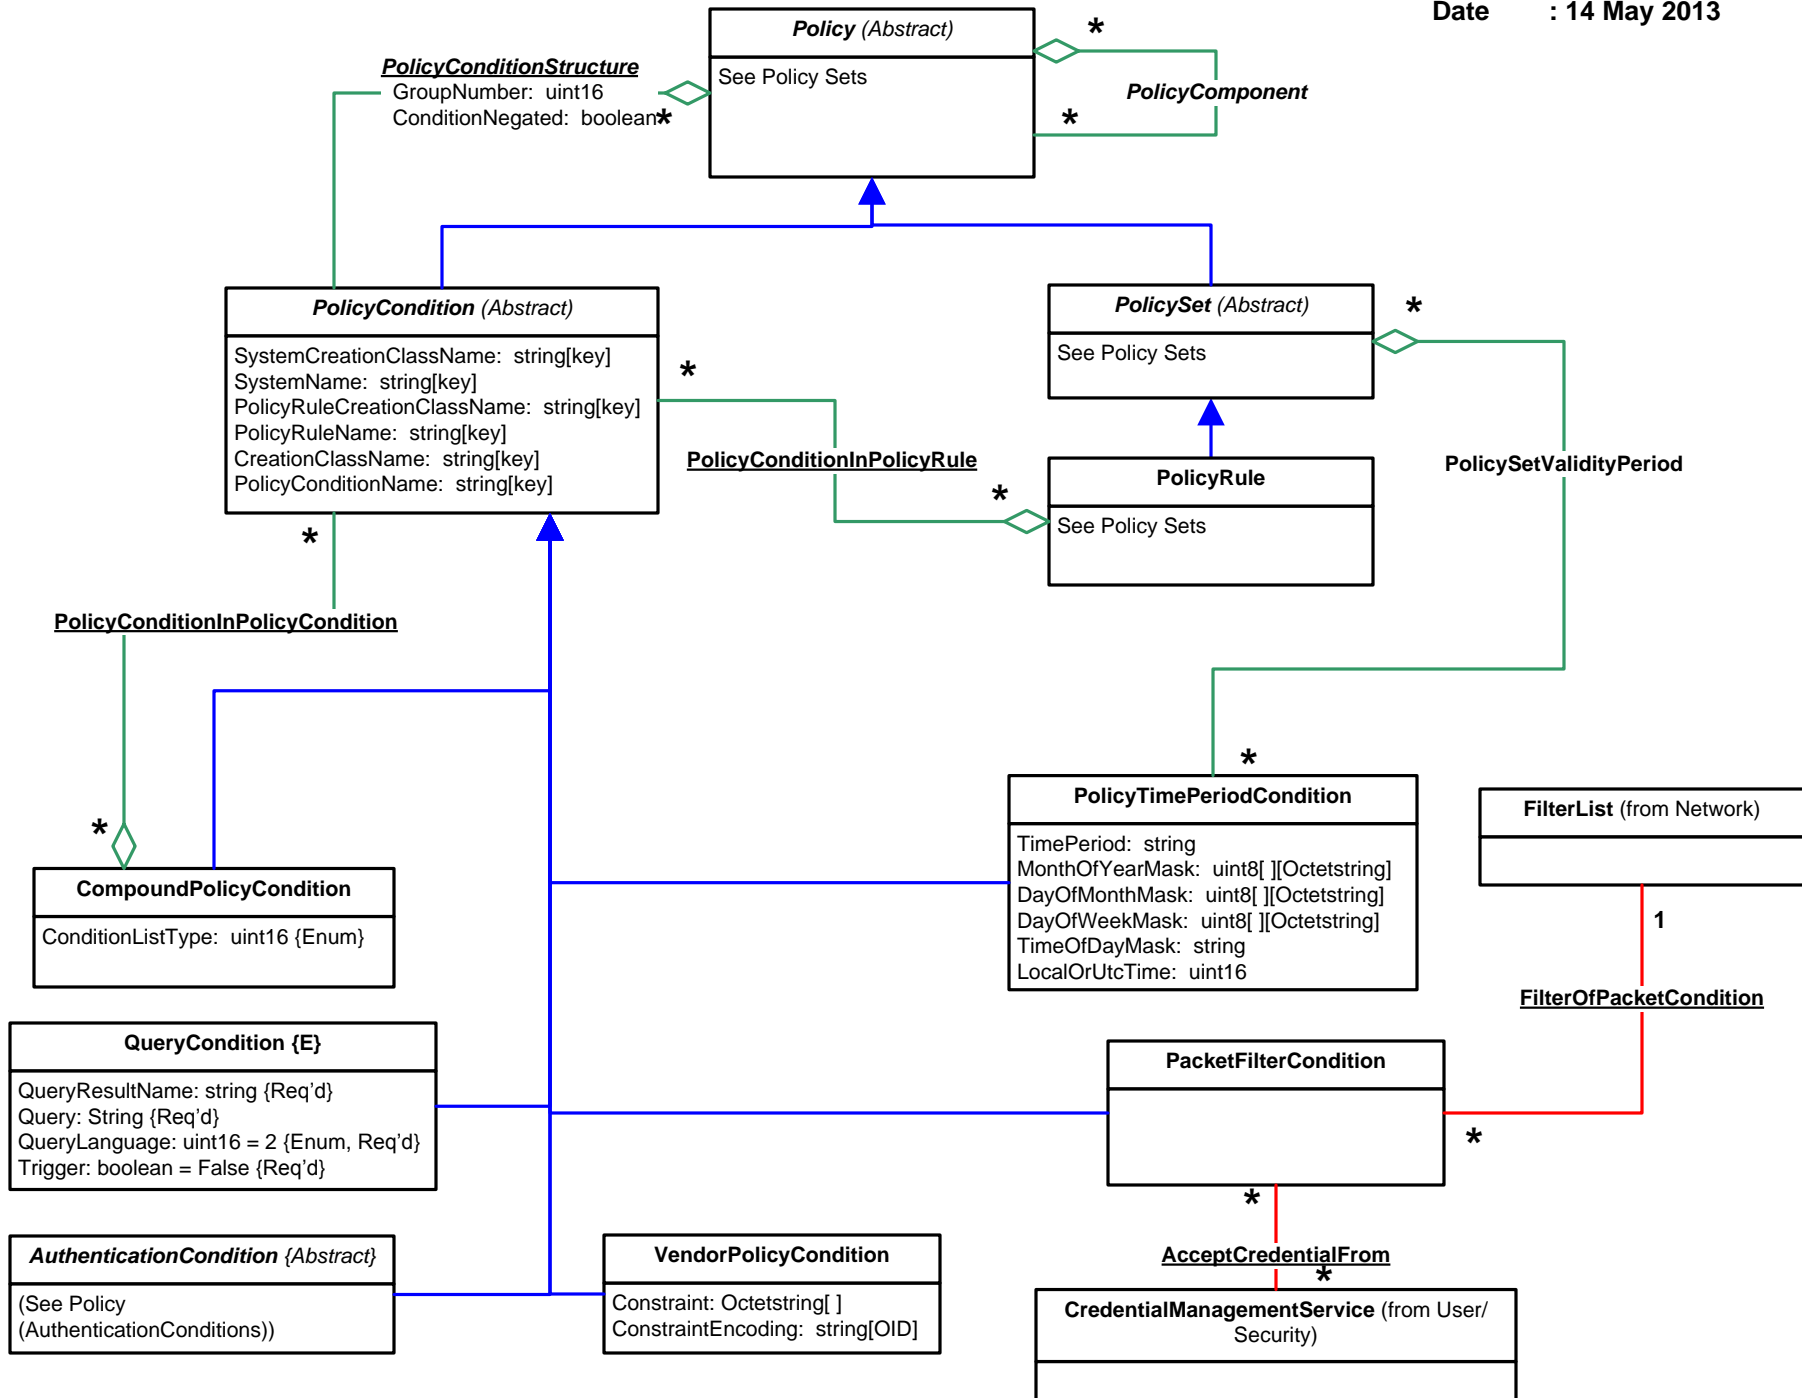 Date : 14 May 2013
Policy (Abstract)
See Policy Sets
*
PolicyComponent
*
PolicyConditionStructure
GroupNumber: uint16
ConditionNegated: boolean
*
PolicyCondition (Abstract)
SystemCreationClassName: string[key]
SystemName: string[key]
PolicyRuleCreationClassName: string[key]
PolicyRuleName: string[key]
CreationClassName: string[key]
PolicyConditionName: string[key]
*
PolicySet (Abstract)
See Policy Sets
*
PolicyConditionInPolicyRule
*
PolicyRule
See Policy Sets
PolicySetValidityPeriod
*
PolicyConditionInPolicyCondition
*
*
PolicyTimePeriodCondition
TimePeriod: string
MonthOfYearMask: uint8[ ][Octetstring]
DayOfMonthMask: uint8[ ][Octetstring]
DayOfWeekMask: uint8[ ][Octetstring]
TimeOfDayMask: string
LocalOrUtcTime: uint16
FilterList (from Network)
1
FilterOfPacketCondition
*
CompoundPolicyCondition
ConditionListType: uint16 {Enum}
QueryCondition {E}
QueryResultName: string {Req’d}
Query: String {Req’d}
QueryLanguage: uint16 = 2 {Enum, Req’d}
Trigger: boolean = False {Req’d}
PacketFilterCondition
*
AcceptCredentialFrom
*
AuthenticationCondition {Abstract}
(See Policy
(AuthenticationConditions))
VendorPolicyCondition
Constraint: Octetstring[ ]
ConstraintEncoding: string[OID]
CredentialManagementService (from User/
Security)